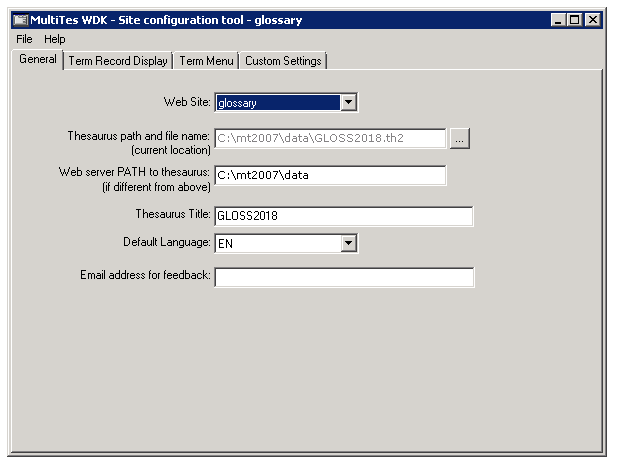 MultiTes WDK - Site configuration tool - glossary
File Help
General Term Record Display Term Menu Custom Settings
Web Site: glossary
Thesaurus path and file name: C:\mt2007\data\GLOSS2018.th2 ...
(current location)
Web server PATH to thesaurus: C:\mt2007\data
(if different from above)
Thesaurus Title: GLOSS2018
Default Language: EN
Email address for feedback: